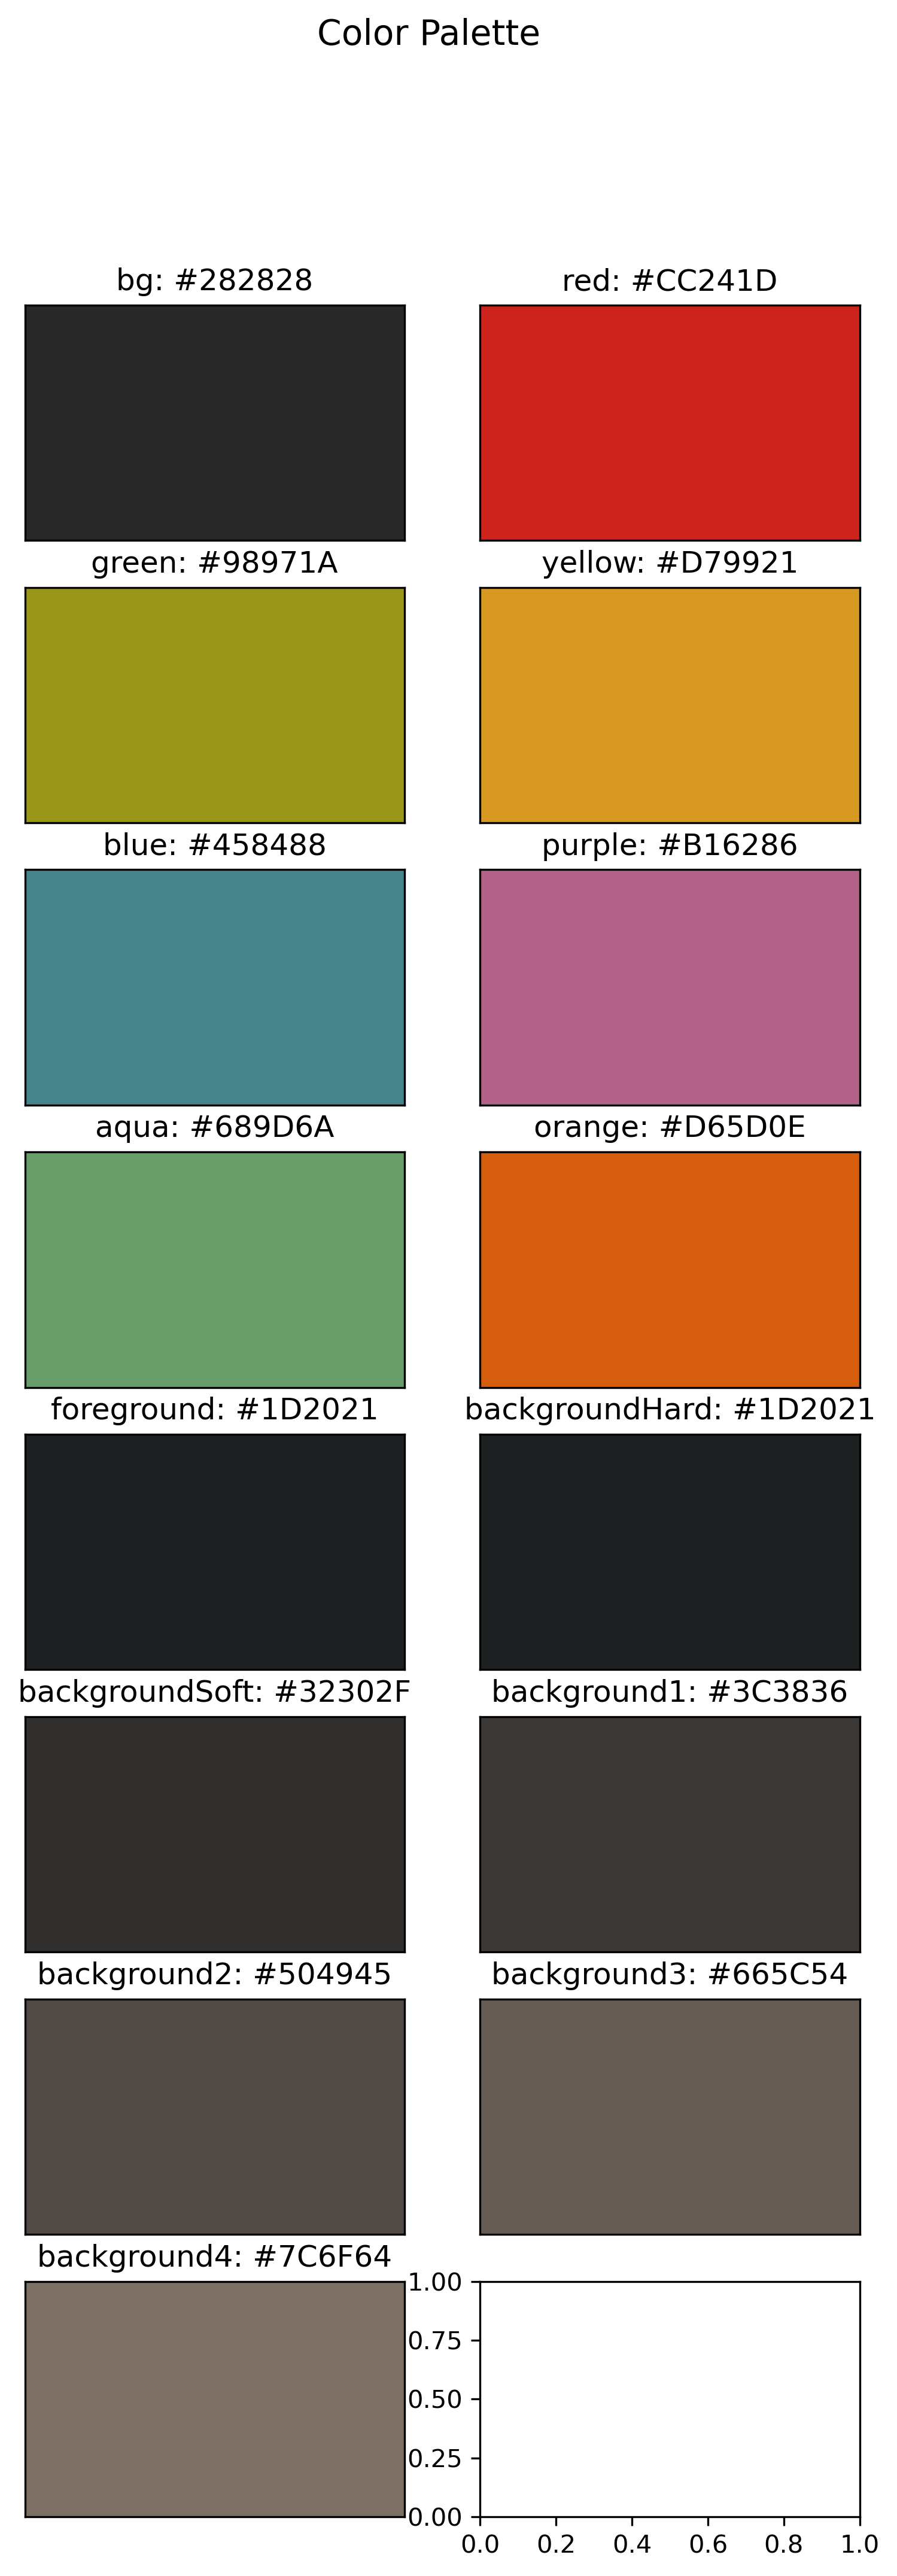 Color Palette
bg: #282828
red: #CC241D
green: #98971A
yellow: #D79921
blue: #458488
purple: #B16286
aqua: #689D6A
orange: #D65D0E
foreground: #1D2021
backgroundHard: #1D2021
backgroundSoft: #32302F
background1: #3C3836
background2: #504945
background3: #665C54
background4: #7C6F64
1.00
0.75
0.50
0.25
0.00
0.0 0.2 0.4 0.6 0.8 1.0